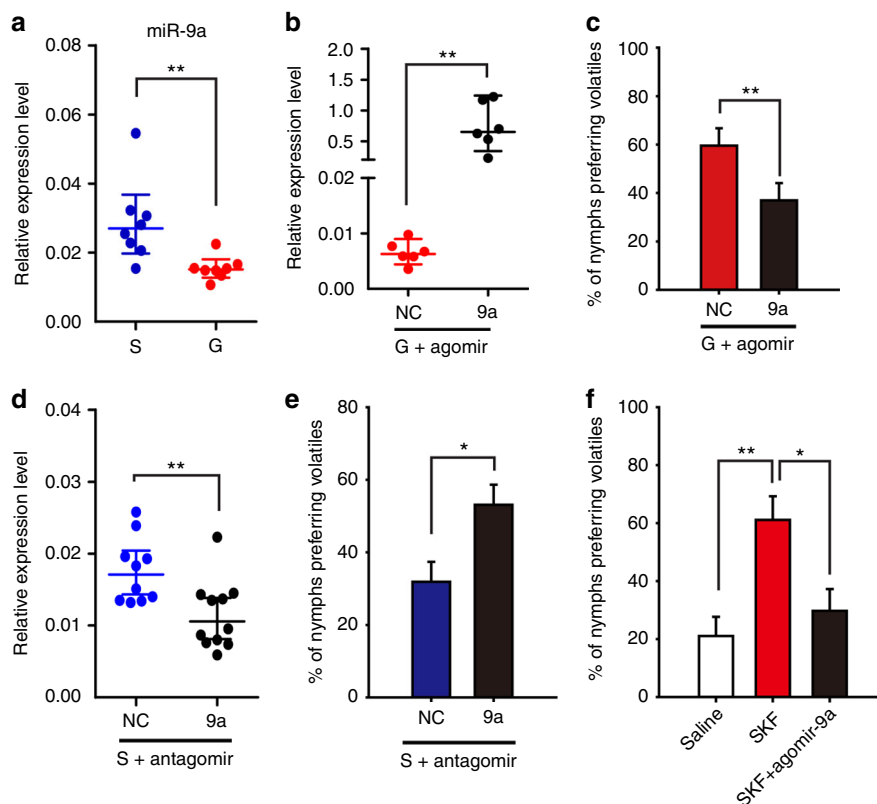 a
miR-9a
Relative expression level
0.08
0.06
0.04
0.02
0.00
**
S
G
b
Relative expression level
2.0
1.5
1.0
0.5
0.02
0.01
0.00
**
NC
9a
G + agomir
c
% of nymphs preferring volatiles
100
80
60
40
20
0
**
NC
9a
G + agomir
d
Relative expression level
0.04
0.03
0.02
0.01
0.00
**
NC
9a
S + antagomir
e
% of nymphs preferring volatiles
80
60
40
20
0
*
NC
9a
S + antagomir
f
% of nymphs preferring volatiles
100
80
60
40
20
0
**
*
Saline
SKF
SKF+agomir-9a